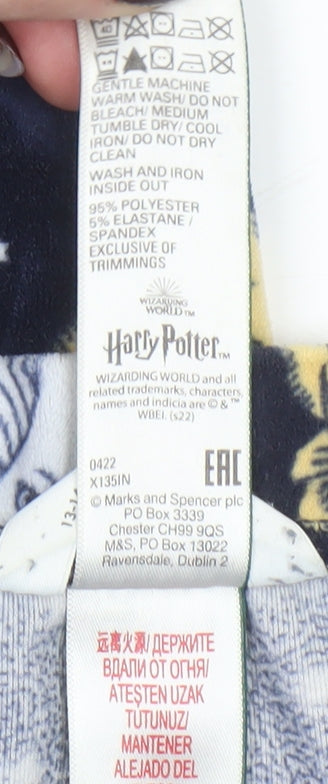 GENTLE MACHINE
WARM WASH/ DO NOT
BLEACH/ MEDIUM
TUMBLE DRY/ COOL
IRON/ DO NOT DRY
CLEAN
WASH AND IRON
INSIDE OUT
95% POLYESTER
5% ELASTANE /
SPANDEX
EXCLUSIVE OF
TRIMMINGS
WIZARDING
WORLD™
Harry Potter™
WIZARDING WORLD and all
related trademarks, characters,
names and indicia are © & ™
WBEI. (s22)
0422
X135IN
EAC
© Marks and Spencer plc
PO Box 3339
Chester CH99 9QS
M&S, PO Box 13022
Ravensdale, Dublin 2
远离火源/ ДЕРЖИТЕ
ВДАЛИ ОТ ОГНЯ/
ATEŞTEN UZAK
TUTUNUZ/
MANTENER
ALEJADO DEL